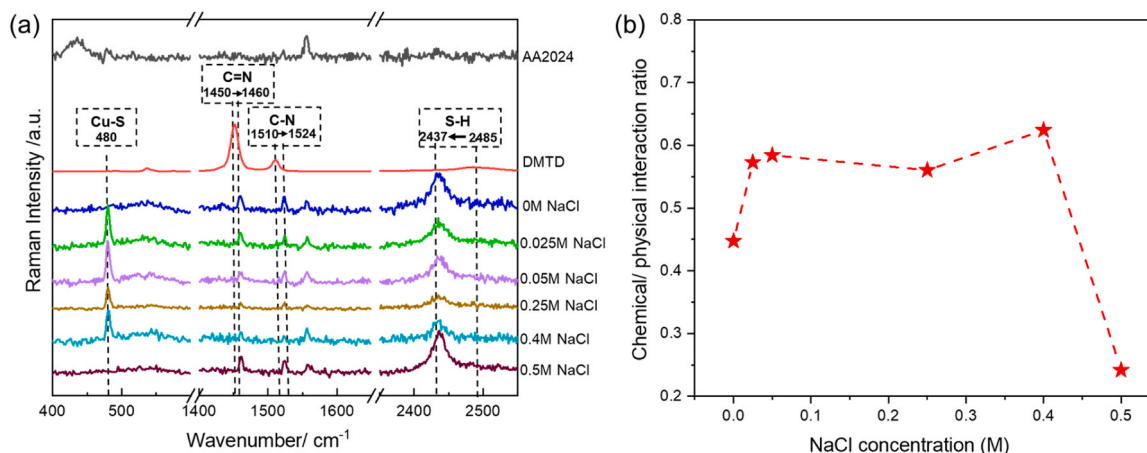 (a)
AA2024
C=N
1450→1460
C-N
1510→1524
Cu-S
480
S-H
2437← 2485
DMTD
0M NaCl
0.025M NaCl
0.05M NaCl
0.25M NaCl
0.4M NaCl
0.5M NaCl
Raman Intensity /a.u.
400 500 1400 1500 1600 2400 2500
Wavenumber/ cm⁻¹
(b)
0.8
0.7
0.6
0.5
0.4
0.3
0.2
Chemical/ physical interaction ratio
0.0 0.1 0.2 0.3 0.4 0.5
NaCl concentration (M)